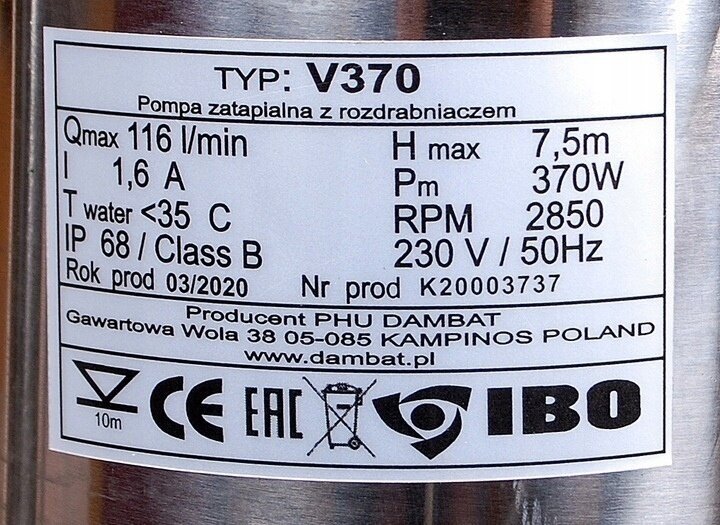 TYP: V370
Pompa zatapialna z rozdrabniaczem
Qmax 116 l/min H max 7,5m
I 1,6 A Pm 370W
T water <35 C RPM 2850
IP 68 / Class B 230 V / 50Hz
Rok prod 03/2020 Nr prod K20003737
Producent PHU DAMBAT
Gawartowa Wola 38 05-085 KAMPINOS POLAND
www.dambat.pl
10m CE EAC IBO